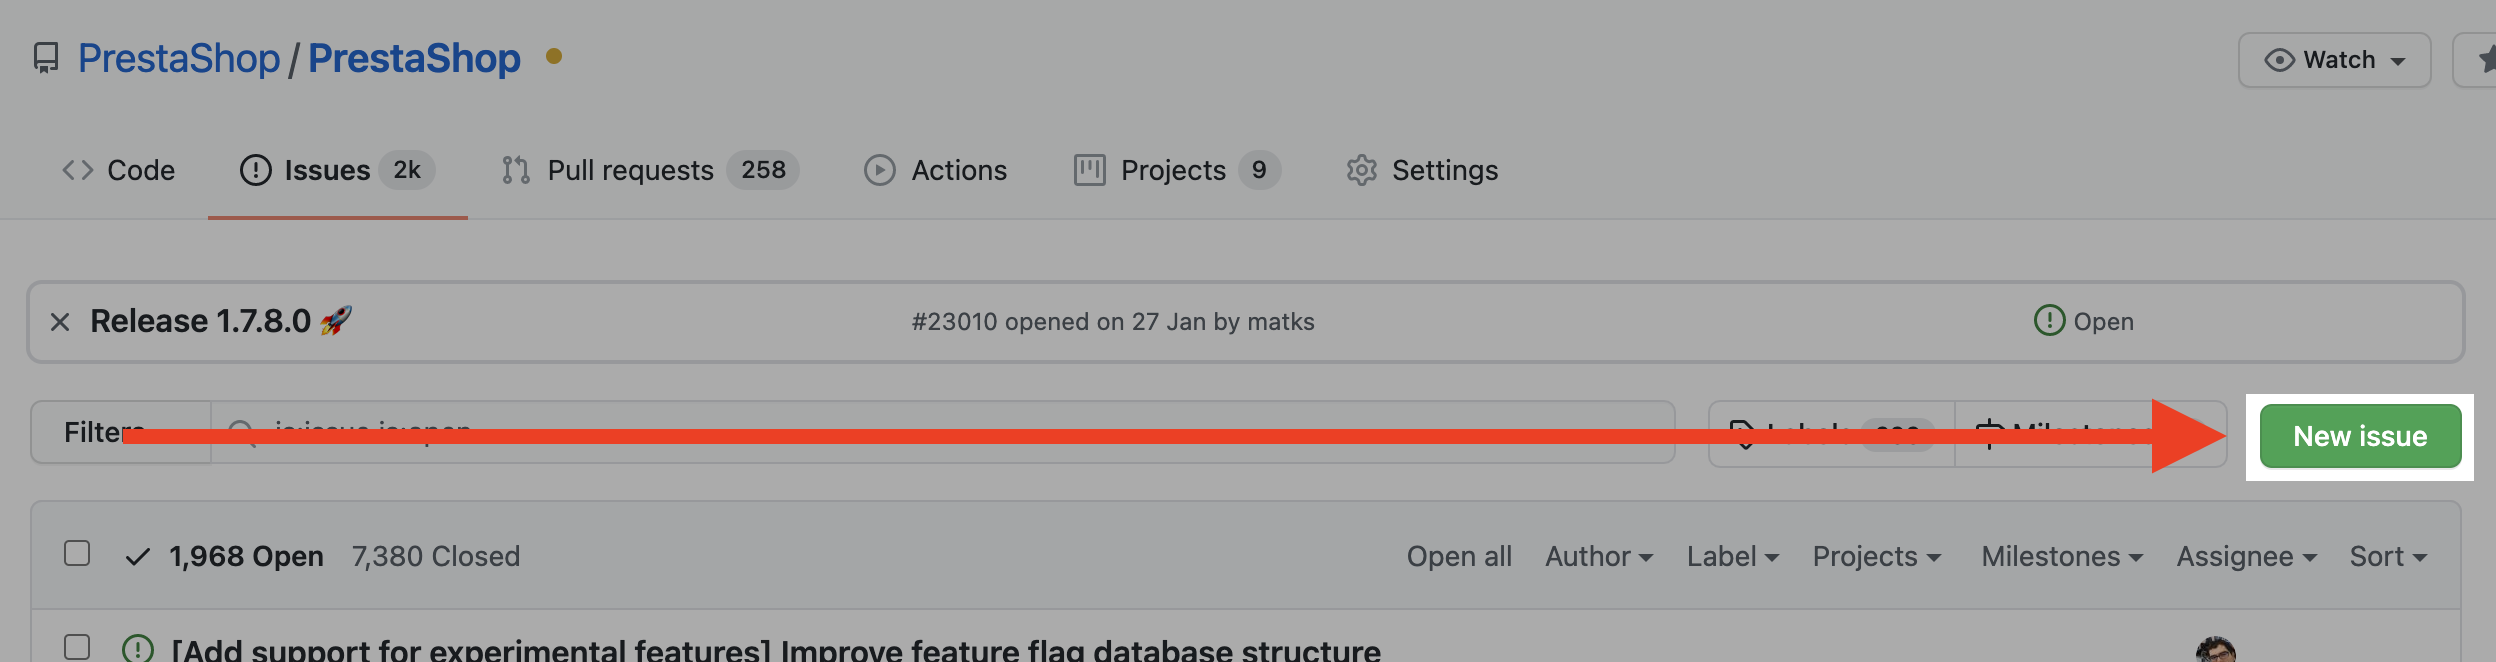 PrestaShop / PrestaShop
Watch
Code
Issues 2k
Pull requests 258
Actions
Projects 9
Settings
Release 1.7.8.0 🚀
#23010 opened on 27 Jan by matks
Open
Filters
New issue
1,968 Open
7,380 Closed
Open all
Author
Label
Projects
Milestones
Assignee
Sort
[Add support for experimental features] Improve feature flag database structure